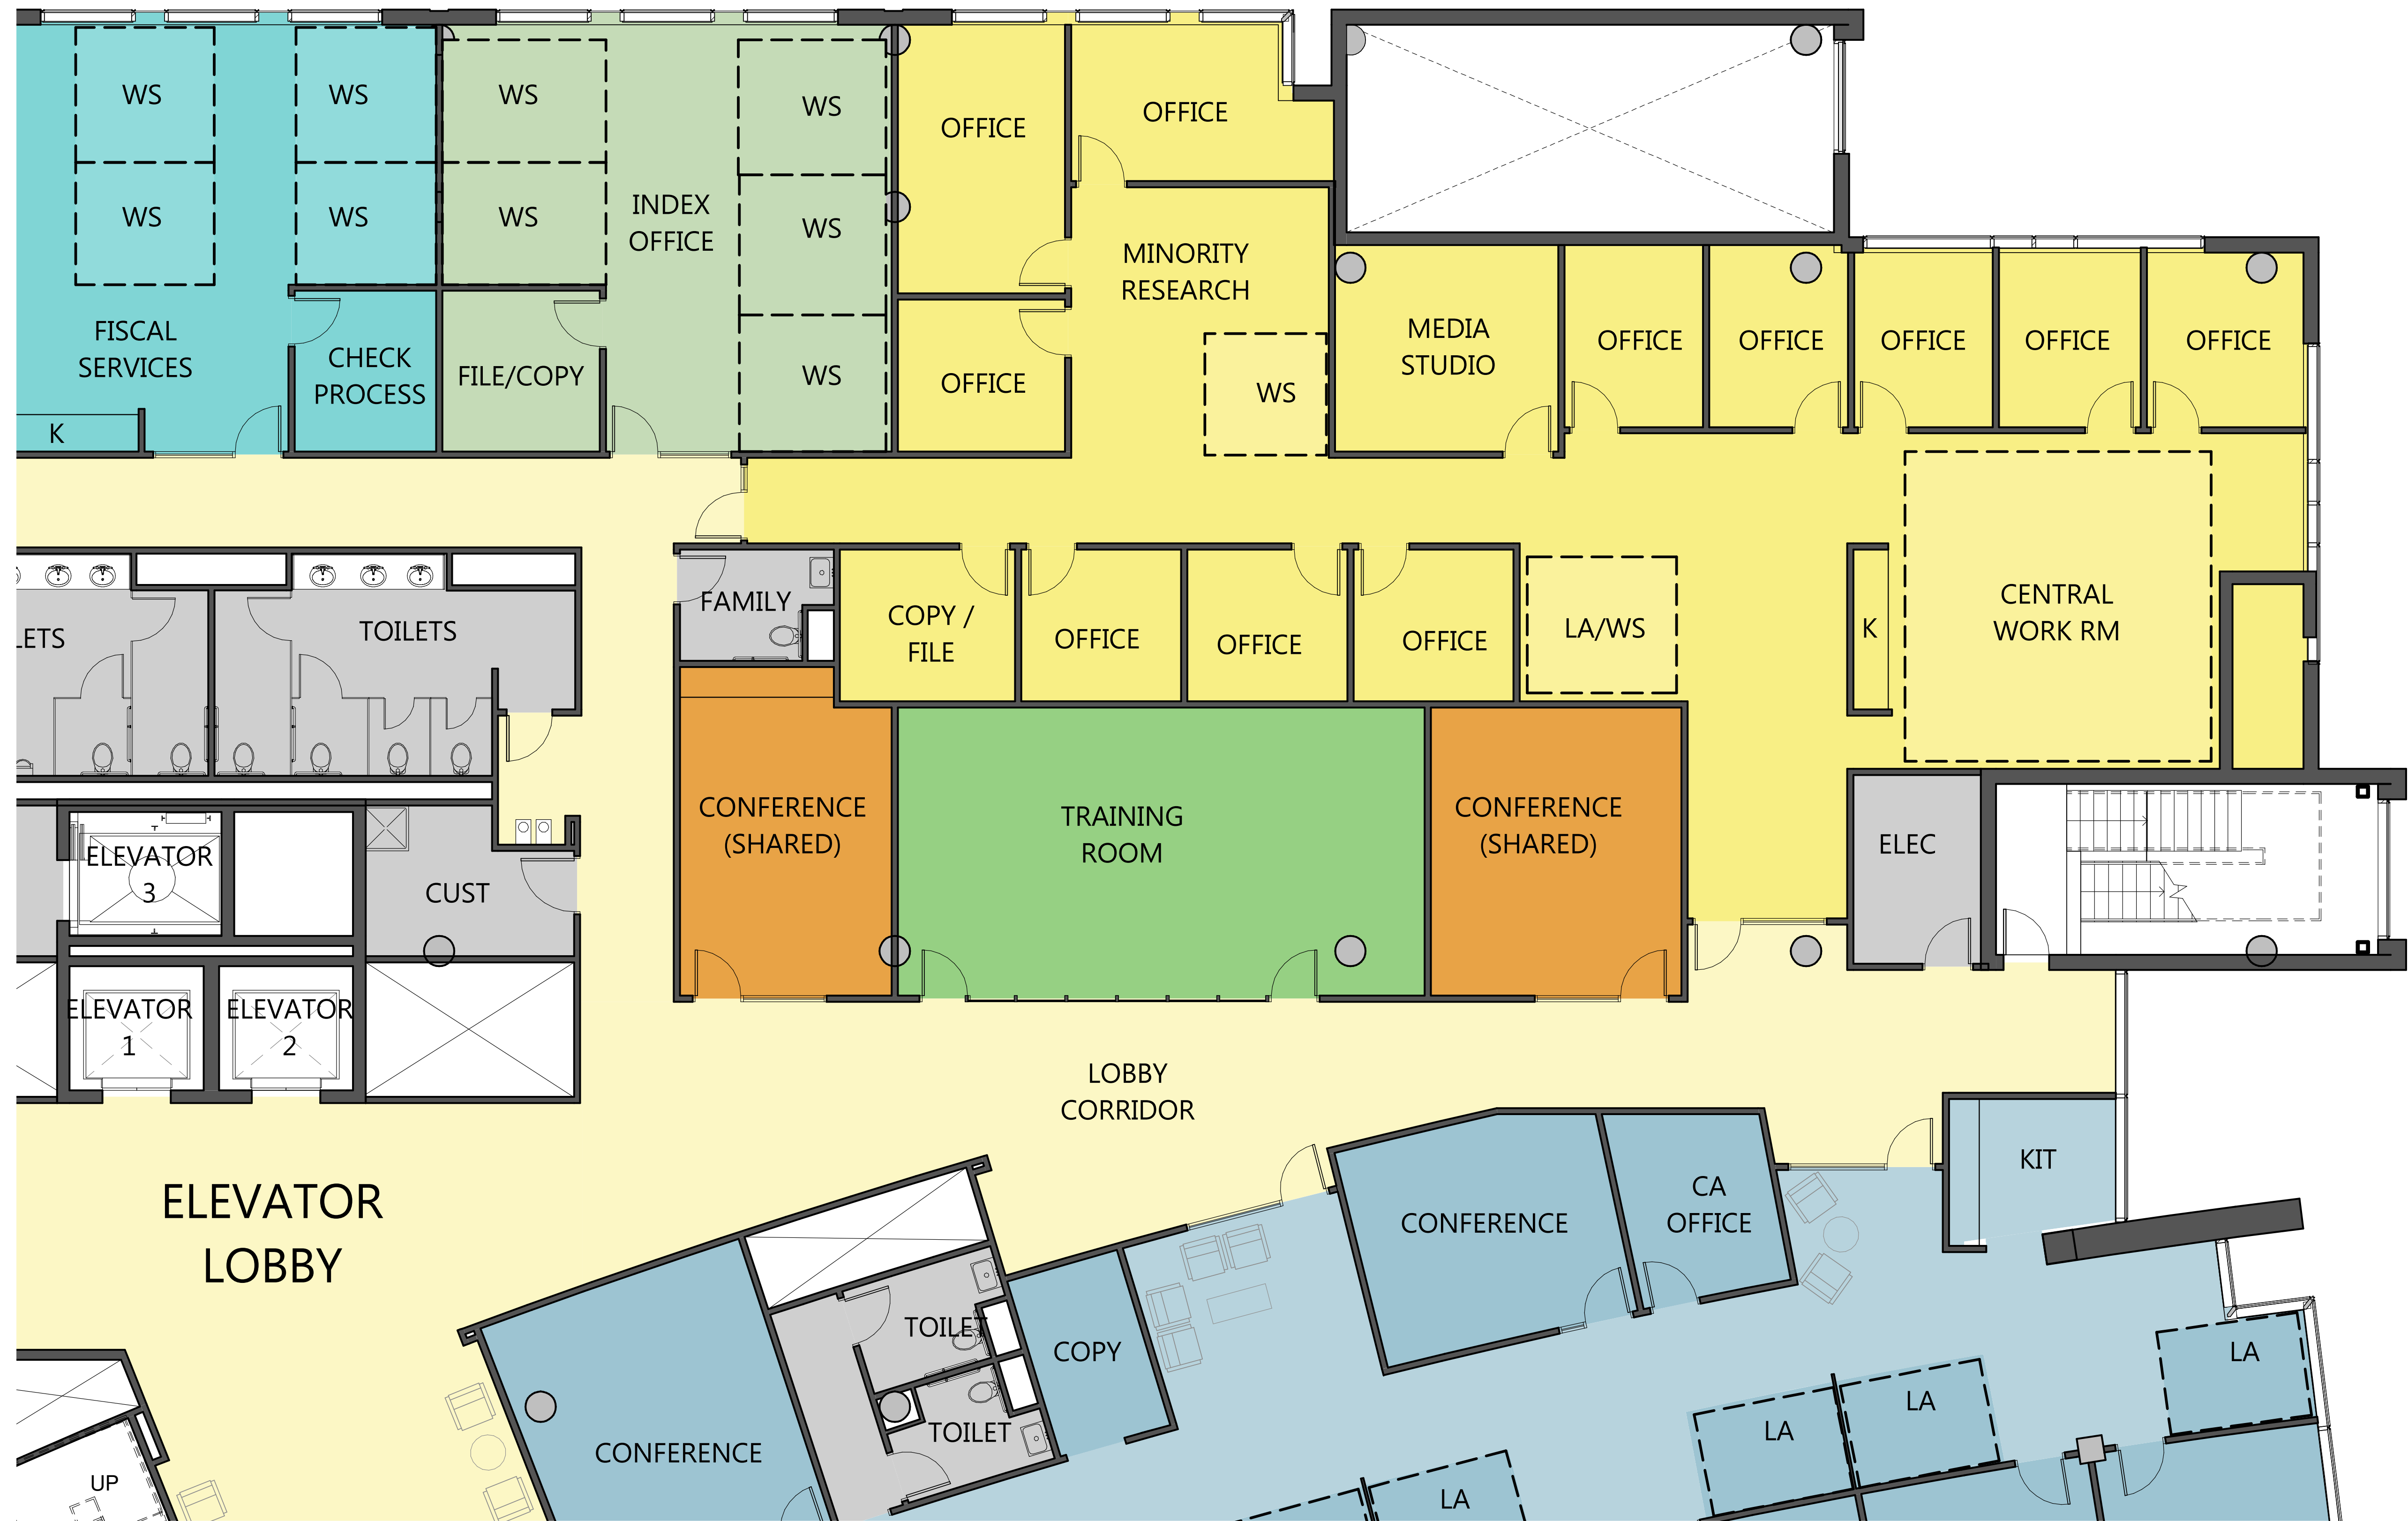 WS
WS
WS
WS
OFFICE
OFFICE
WS
WS
WS
INDEX
OFFICE
WS
MINORITY
RESEARCH
FISCAL
SERVICES
CHECK
PROCESS
FILE/COPY
WS
OFFICE
WS
MEDIA
STUDIO
OFFICE
OFFICE
OFFICE
OFFICE
OFFICE
K
FAMILY
COPY /
FILE
OFFICE
OFFICE
OFFICE
LA/WS
K
CENTRAL
WORK RM
LETS
TOILETS
CONFERENCE
(SHARED)
TRAINING
ROOM
CONFERENCE
(SHARED)
ELEC
ELEVATOR
3
CUST
ELEVATOR
1
ELEVATOR
2
LOBBY
CORRIDOR
ELEVATOR
LOBBY
CONFERENCE
CA
OFFICE
KIT
TOILET
COPY
TOILET
CONFERENCE
LA
LA
LA
LA
UP